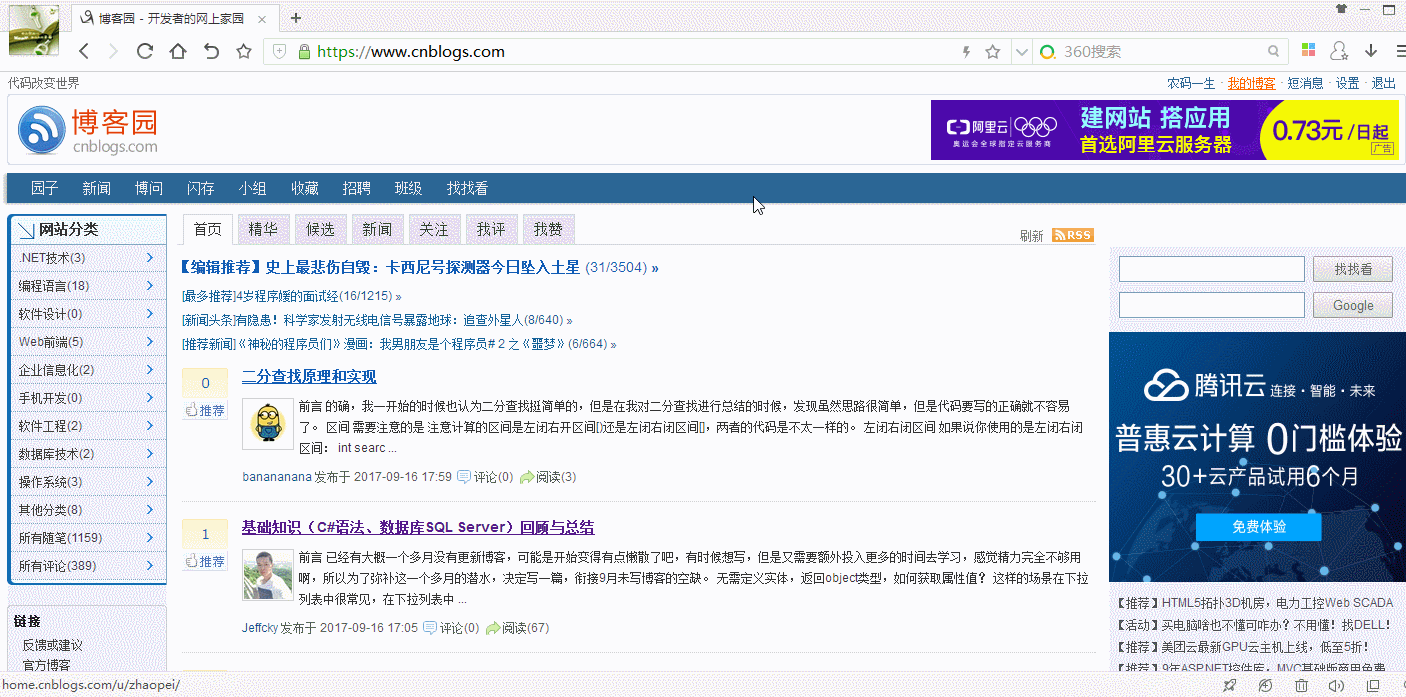 博客园 - 开发者的网上家园
https://www.cnblogs.com
360搜索
代码改变世界
农码一生 · 我的博客 · 短消息 · 设置 · 退出
博客园
cnblogs.com
阿里云
奥运会全球指定云服务商
建网站 搭应用
首选阿里云服务器
0.73元/日起
广告
园子 新闻 博问 闪存 小组 收藏 招聘 班级 找找看
网站分类
.NET技术(3)
编程语言(18)
软件设计(0)
Web前端(5)
企业信息化(2)
手机开发(0)
软件工程(2)
数据库技术(2)
操作系统(3)
其他分类(8)
所有随笔(1159)
所有评论(389)
链接
反馈或建议
官方博客
首页 精华 候选 新闻 关注 我评 我赞
刷新 RSS
【编辑推荐】史上最悲伤自毁：卡西尼号探测器今日坠入土星 (31/3504) »
[最多推荐]4岁程序媛的面试经(16/1215) »
[新闻头条]有隐患！科学家发射无线电信号暴露地球：追查外星人(8/640) »
[推荐新闻]《神秘的程序员们》漫画：我男朋友是个程序员# 2 之《噩梦》(6/664) »
0
推荐
二分查找原理和实现
前言 的确，我一开始的时候也认为二分查找挺简单的，但是在我对二分查找进行总结的时候，发现虽然思路很简单，但是代码要写的正确就不容易
了。 区间 需要注意的是 注意计算的区间是左闭右开区间[)还是左闭右闭区间[]，两者的代码是不太一样的。 左闭右闭区间 如果说你使用的是左闭右闭
区间： int searc ...
banananana 发布于 2017-09-16 17:59 评论(0) 阅读(3)
1
推荐
基础知识（C#语法、数据库SQL Server）回顾与总结
前言 已经有大概一个多月没有更新博客，可能是开始变得有点懒散了吧，有时候想写，但是又需要额外投入更多的时间去学习，感觉精力完全不够用
啊，所以为了弥补这一个多月的潜水，决定写一篇，衔接9月未写博客的空缺。 无需定义实体，返回object类型，如何获取属性值？ 这样的场景在下拉
列表中很常见，在下拉列表中 ...
Jeffcky 发布于 2017-09-16 17:05 评论(0) 阅读(67)
找找看
Google
腾讯云 连接·智能·未来
普惠云计算 0门槛体验
30+云产品试用6个月
免费体验
【推荐】HTML5拓扑3D机房，电力工控Web SCADA
【活动】买电脑啥也不懂可咋办？不用懂！找DELL！
【推荐】美团云最新GPU云主机上线，低至5折！
【推荐】9年ASP.NET控件库，MVC基础版商用免费
home.cnblogs.com/u/zhaopei/